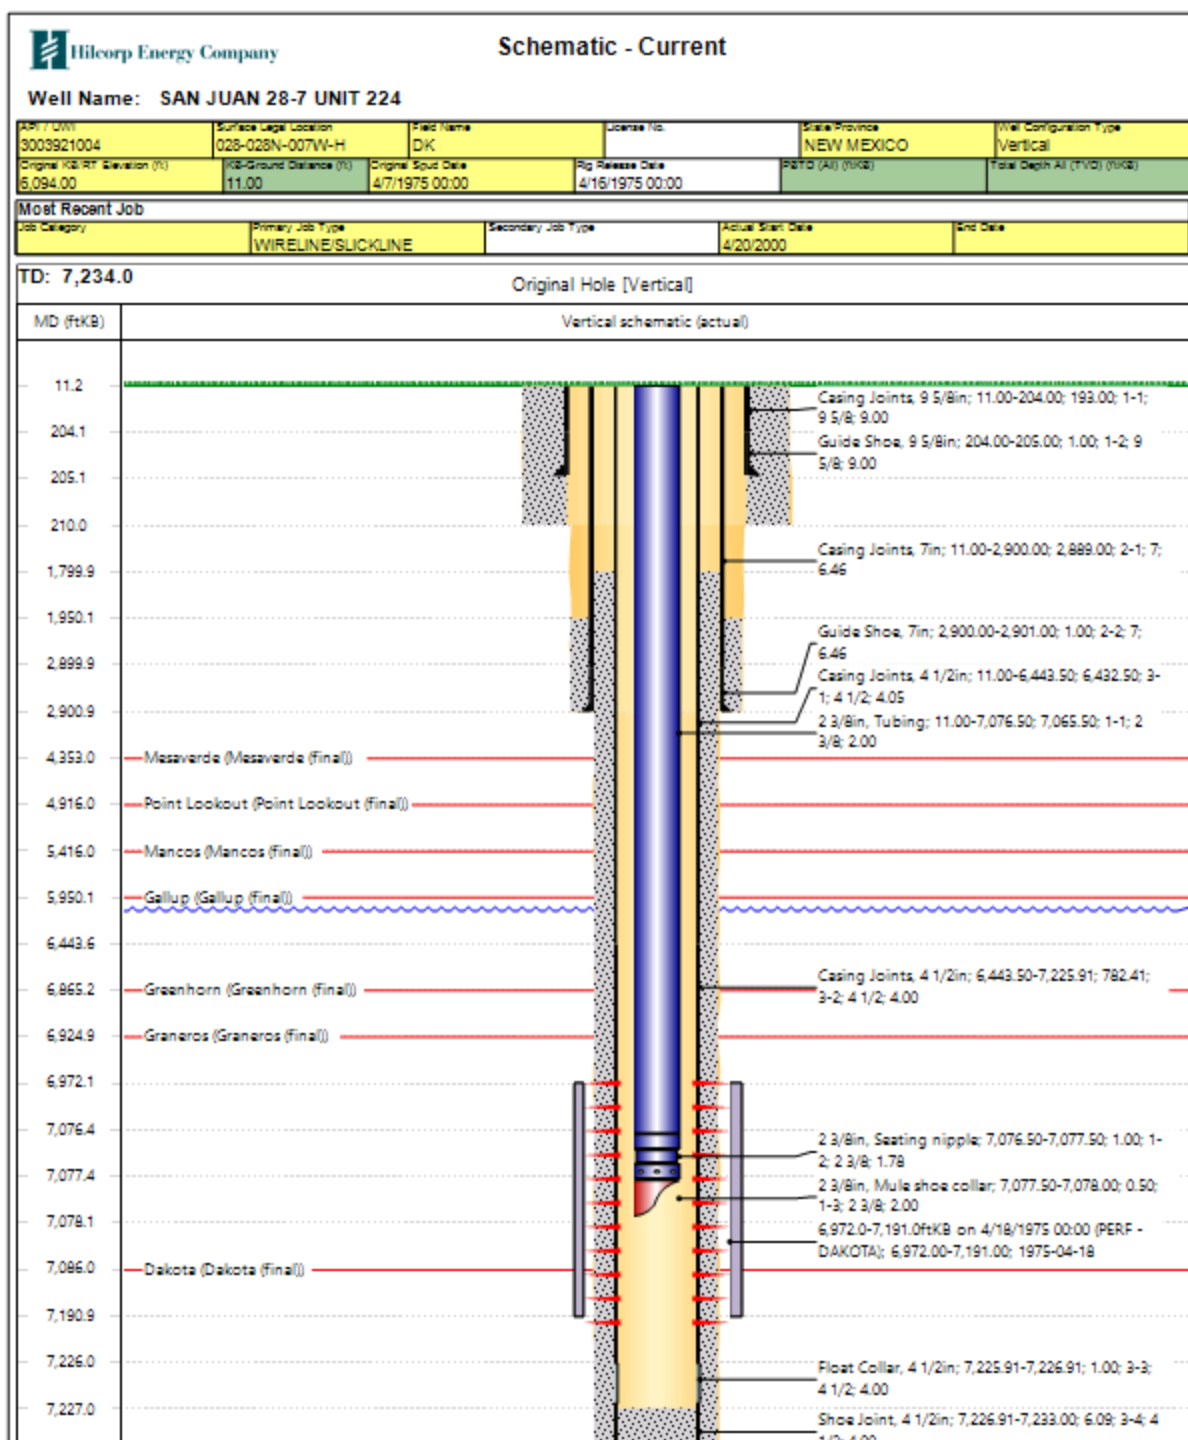 Hilcorp Energy Company
Schematic - Current
Well Name: SAN JUAN 28-7 UNIT 224
API / UWI
Surface Legal Location
Field Name
License No.
State/Province
Well Configuration Type
3003921004
028-028N-007W-H
DK
NEW MEXICO
Vertical
Original KB/RT Elevation (ft)
KB-Ground Distance (ft)
Original Spud Date
Rig Release Date
PBTD (All) (ftKB)
Total Depth All (TVD) (ftKB)
6,094.00
11.00
4/7/1975 00:00
4/16/1975 00:00
Most Recent Job
Job Category
Primary Job Type
Secondary Job Type
Actual Start Date
End Date
WIRELINE/SLICKLINE
4/20/2000
TD: 7,234.0
Original Hole [Vertical]
MD (ftKB)
Vertical schematic (actual)
11.2
Casing Joints, 9 5/8in; 11.00-204.00; 193.00; 1-1;
9 5/8; 9.00
204.1
Guide Shoe, 9 5/8in; 204.00-205.00; 1.00; 1-2; 9
5/8; 9.00
205.1
210.0
Casing Joints, 7in; 11.00-2,900.00; 2,889.00; 2-1; 7;
6.46
1,799.9
1,950.1
Guide Shoe, 7in; 2,900.00-2,901.00; 1.00; 2-2; 7;
6.46
2,899.9
Casing Joints, 4 1/2in; 11.00-6,443.50; 6,432.50; 3-
1; 4 1/2; 4.05
2,900.9
2 3/8in, Tubing; 11.00-7,076.50; 7,065.50; 1-1; 2
3/8; 2.00
4,353.0
Mesaverde (Mesaverde (final))
4,916.0
Point Lookout (Point Lookout (final))
5,416.0
Mancos (Mancos (final))
5,950.1
Gallup (Gallup (final))
6,443.6
Casing Joints, 4 1/2in; 6,443.50-7,225.91; 782.41;
3-2; 4 1/2; 4.00
6,865.2
Greenhorn (Greenhorn (final))
6,924.9
Graneros (Graneros (final))
6,972.1
7,076.4
2 3/8in, Seating nipple; 7,076.50-7,077.50; 1.00; 1-
2; 2 3/8; 1.78
7,077.4
2 3/8in, Mule shoe collar; 7,077.50-7,078.00; 0.50;
1-3; 2 3/8; 2.00
7,078.1
6,972.0-7,191.0ftKB on 4/18/1975 00:00 (PERF -
DAKOTA); 6,972.00-7,191.00; 1975-04-18
7,086.0
Dakota (Dakota (final))
7,190.9
7,226.0
Float Collar, 4 1/2in; 7,225.91-7,226.91; 1.00; 3-3;
4 1/2; 4.00
7,227.0
Shoe Joint, 4 1/2in; 7,226.91-7,233.00; 6.09; 3-4; 4